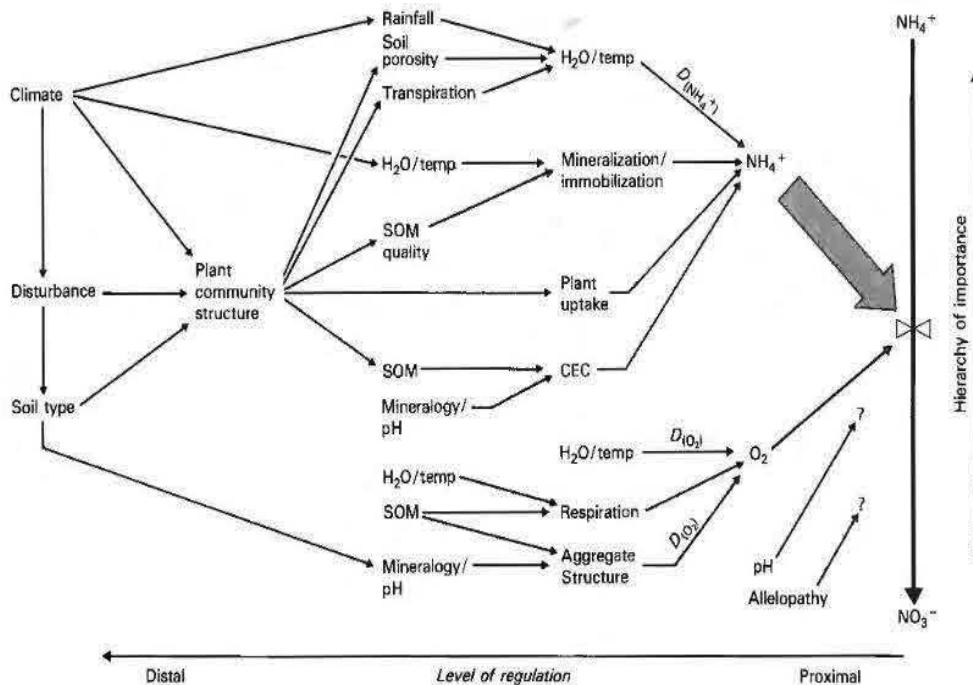 Rainfall
Soil
porosity
Transpiration
H₂O/temp
D(NH₄⁺)
NH₄⁺
Climate
H₂O/temp
Mineralization/
immobilization
NH₄⁺
SOM
quality
Disturbance
Plant
community
structure
Plant
uptake
Soil type
SOM
CEC
Mineralogy/
pH
H₂O/temp
D(O₂)
O₂
?
H₂O/temp
SOM
Respiration
D(O₂)
?
Mineralogy/
pH
Aggregate
Structure
pH
Allelopathy
NO₃⁻
Hierarchy of importance
Distal
Level of regulation
Proximal